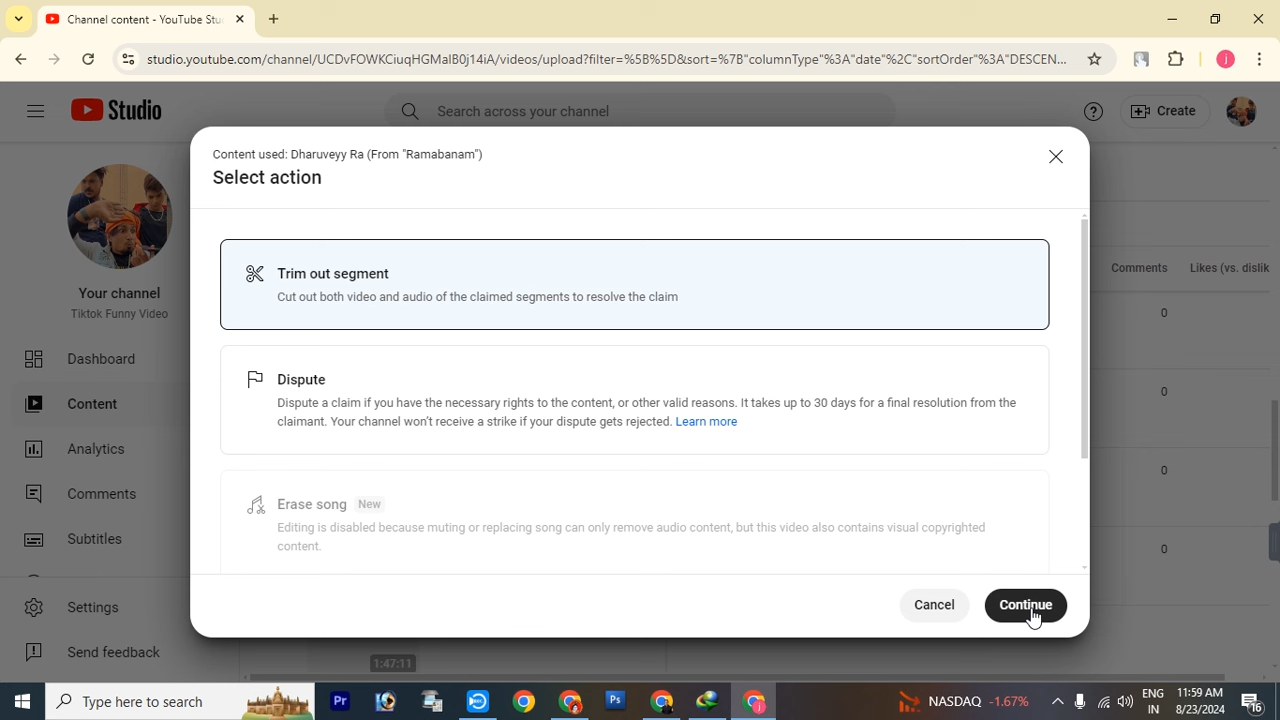 Channel content - YouTube Stu
studio.youtube.com/channel/UCDvFOWKCiuqHGMaIB0j14iA/videos/upload?filter=%5B%5D&sort=%7B"columnType"%3A"date"%2C"sortOrder"%3A"DESCEN...
Studio
Search across your channel
Create
Content used: Dharuveyy Ra (From "Ramabanam")
Select action
Trim out segment
Cut out both video and audio of the claimed segments to resolve the claim
Dispute
Dispute a claim if you have the necessary rights to the content, or other valid reasons. It takes up to 30 days for a final resolution from the
claimant. Your channel won't receive a strike if your dispute gets rejected. Learn more
Erase song New
Editing is disabled because muting or replacing song can only remove audio content, but this video also contains visual copyrighted
content.
Cancel
Continue
Your channel
Tiktok Funny Video
Dashboard
Content
Analytics
Comments
Subtitles
Settings
Send feedback
Comments Likes (vs. dislik
0
0
0
0
1:47:11
Type here to search
Pr
Ps
NASDAQ -1.67%
ENG
IN
11:59 AM
8/23/2024
16